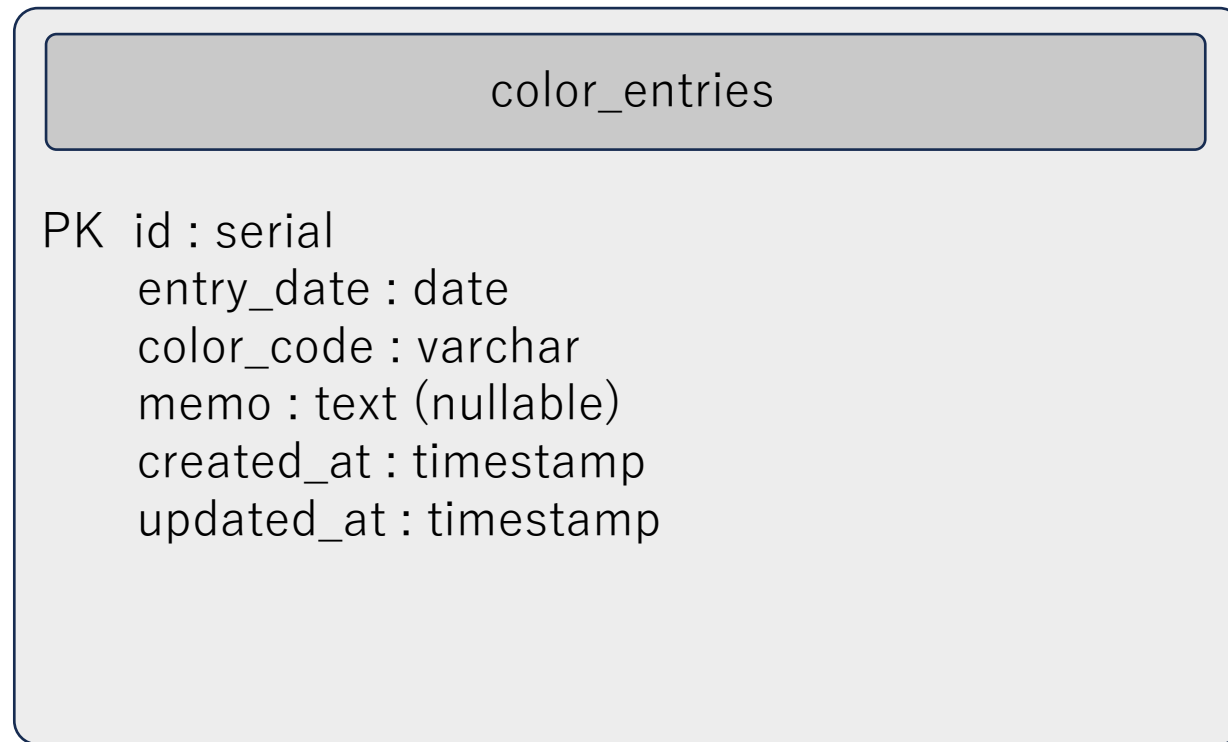 color_entries
PK id : serial
entry_date : date
color_code : varchar
memo : text (nullable)
created_at : timestamp
updated_at : timestamp